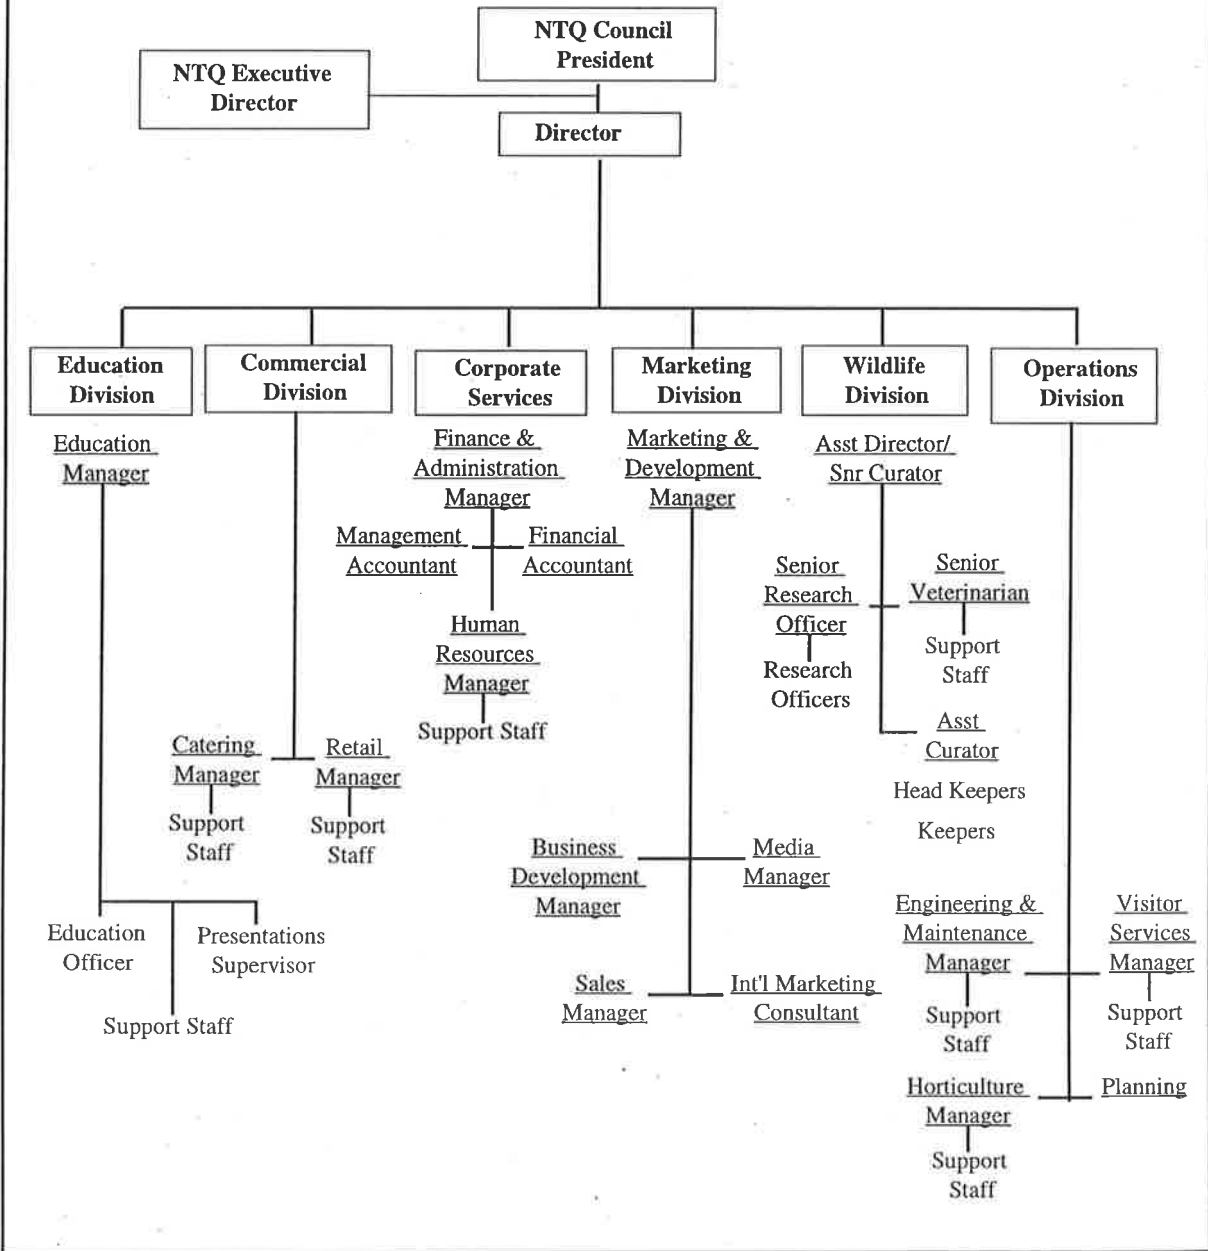 NTQ Council
President
NTQ Executive
Director
Director
Education
Division
Commercial
Division
Corporate
Services
Marketing
Division
Wildlife
Division
Operations
Division
Education
Manager
Finance &
Administration
Manager
Management
Accountant
Financial
Accountant
Human
Resources
Manager
Support Staff
Marketing &
Development
Manager
Asst Director/
Snr Curator
Senior
Research
Officer
Research
Officers
Senior
Veterinarian
Support
Staff
Asst
Curator
Head Keepers
Keepers
Catering
Manager
Support
Staff
Retail
Manager
Support
Staff
Business
Development
Manager
Media
Manager
Sales
Manager
Int'l Marketing
Consultant
Education
Officer
Presentations
Supervisor
Support Staff
Engineering &
Maintenance
Manager
Support
Staff
Visitor
Services
Manager
Support
Staff
Horticulture
Manager
Support
Staff
Planning